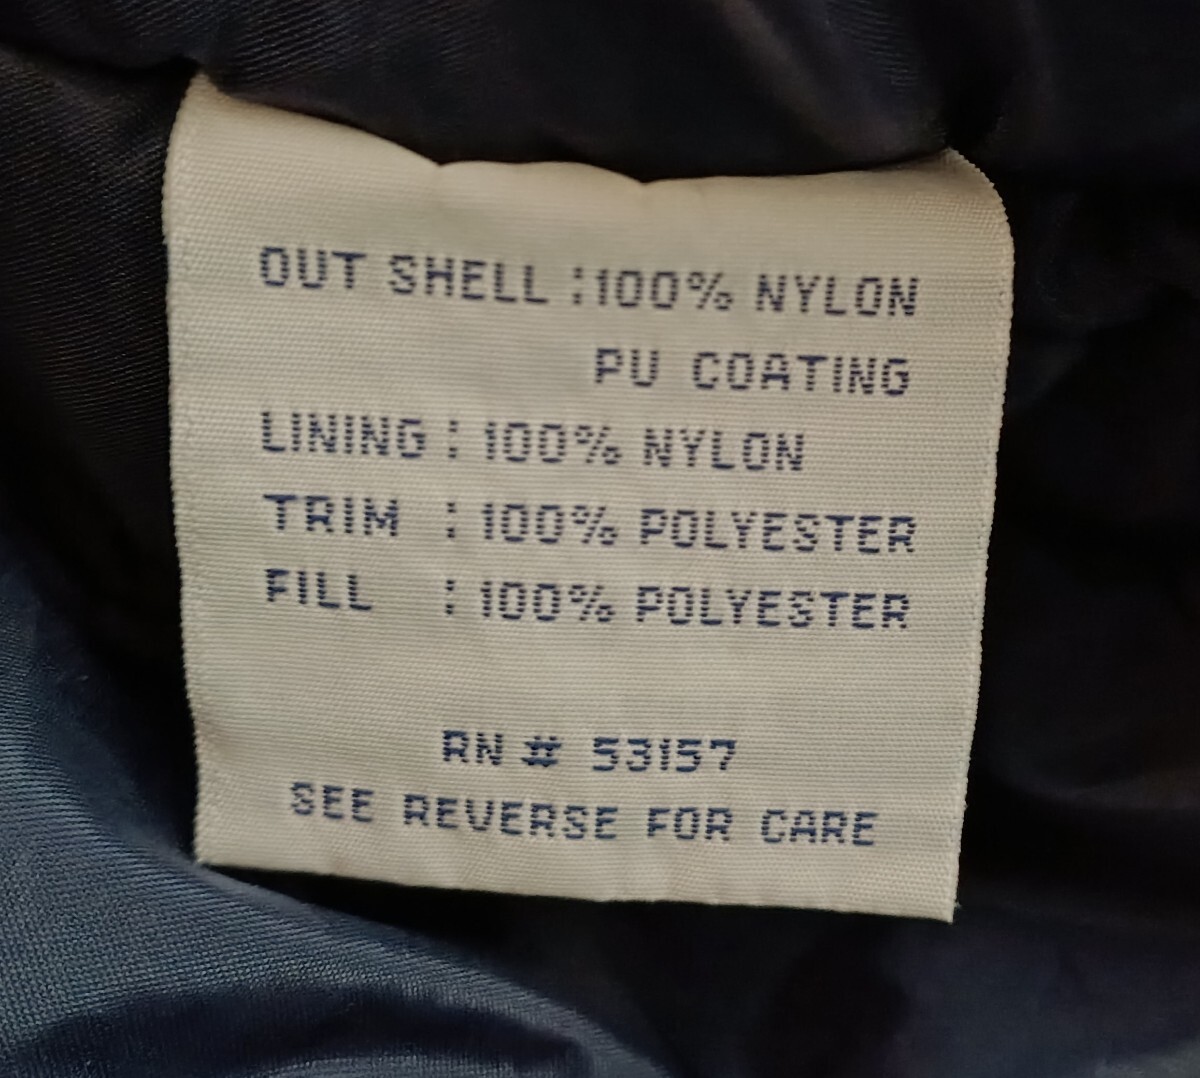 OUT SHELL : 100% NYLON
PU COATING
LINING : 100% NYLON
TRIM : 100% POLYESTER
FILL : 100% POLYESTER
RN # 53157
SEE REVERSE FOR CARE